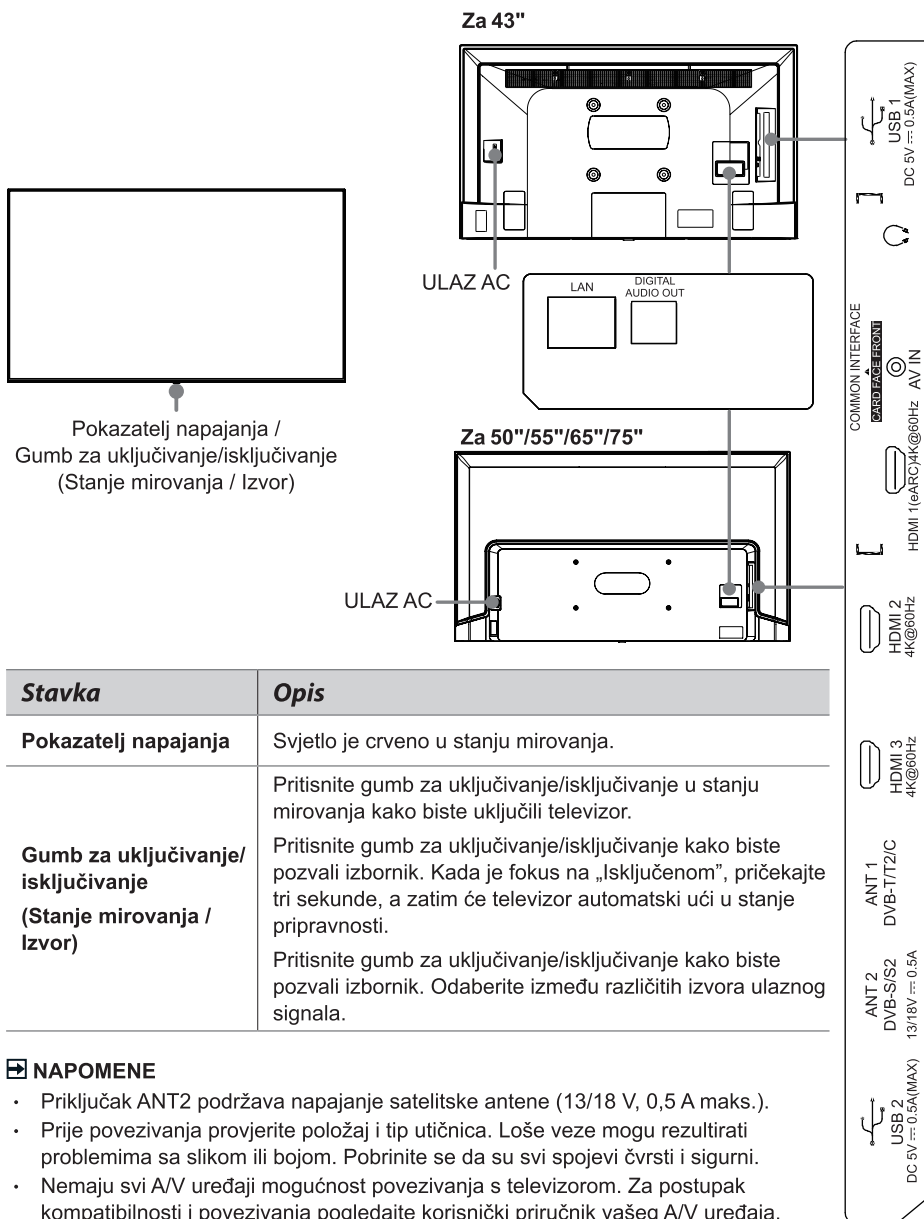 Za 43"
ULAZ AC
LAN
DIGITAL
AUDIO OUT
Pokazatelj napajanja /
Gumb za uključivanje/isključivanje
(Stanje mirovanja / Izvor)
Za 50"/55"/65"/75"
ULAZ AC
USB 1
DC 5V ⎓ 0.5A(MAX)
COMMON INTERFACE
CARD FACE FRONT
AV IN
HDMI 1(eARC)4K@60Hz
HDMI 2
4K@60Hz
HDMI 3
4K@60Hz
ANT 1
DVB-T/T2/C
ANT 2
DVB-S/S2
13/18V ⎓ 0.5A
USB 2
DC 5V ⎓ 0.5A(MAX)
Stavka Opis
Pokazatelj napajanja Svjetlo je crveno u stanju mirovanja.
Gumb za uključivanje/
isključivanje
(Stanje mirovanja /
Izvor)
Pritisnite gumb za uključivanje/isključivanje u stanju
mirovanja kako biste uključili televizor.
Pritisnite gumb za uključivanje/isključivanje kako biste
pozvali izbornik. Kada je fokus na „Isključenom”, pričekajte
tri sekunde, a zatim će televizor automatski ući u stanje
pripravnosti.
Pritisnite gumb za uključivanje/isključivanje kako biste
pozvali izbornik. Odaberite između različitih izvora ulaznog
signala.
NAPOMENE
• Priključak ANT2 podržava napajanje satelitske antene (13/18 V, 0,5 A maks.).
• Prije povezivanja provjerite položaj i tip utičnica. Loše veze mogu rezultirati
problemima sa slikom ili bojom. Pobrinite se da su svi spojevi čvrsti i sigurni.
• Nemaju svi A/V uređaji mogućnost povezivanja s televizorom. Za postupak
kompatibilnosti i povezivanja pogledajte korisnički priručnik vašeg A/V uređaja.